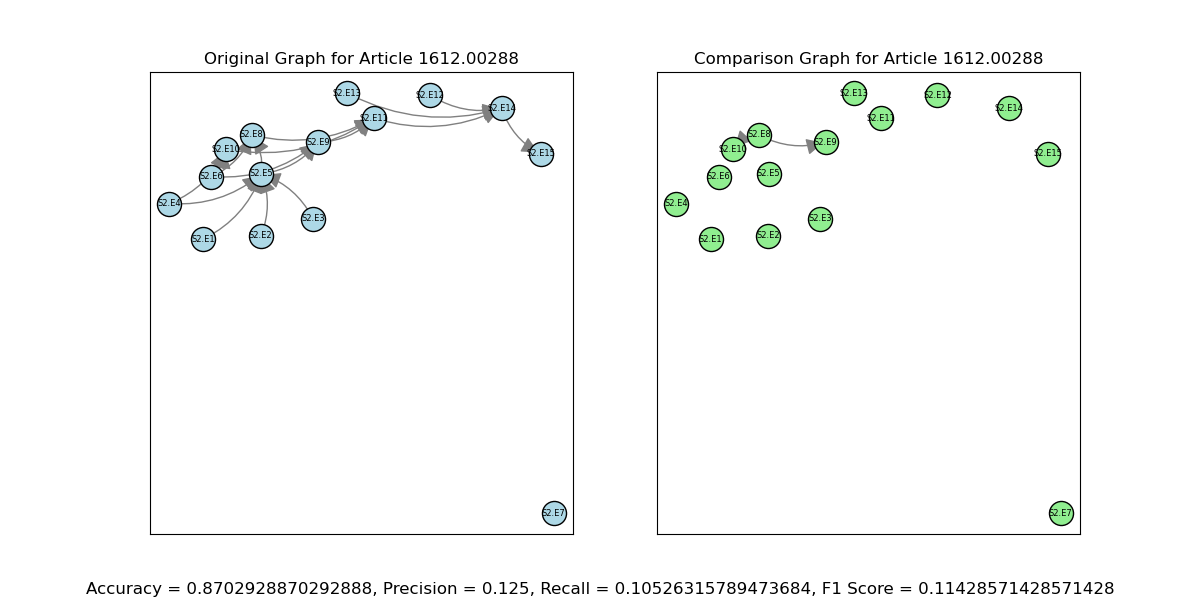 Original Graph for Article 1612.00288
S2.E13
S2.E12
S2.E14
S2.E11
S2.E8
S2.E9
S2.E10
S2.E15
S2.E6
S2.E5
S2.E4
S2.E3
S2.E1
S2.E2
S2.E7
Comparison Graph for Article 1612.00288
S2.E13
S2.E12
S2.E14
S2.E11
S2.E8
S2.E9
S2.E10
S2.E15
S2.E6
S2.E5
S2.E4
S2.E3
S2.E1
S2.E2
S2.E7
Accuracy = 0.8702928870292888, Precision = 0.125, Recall = 0.10526315789473684, F1 Score = 0.11428571428571428